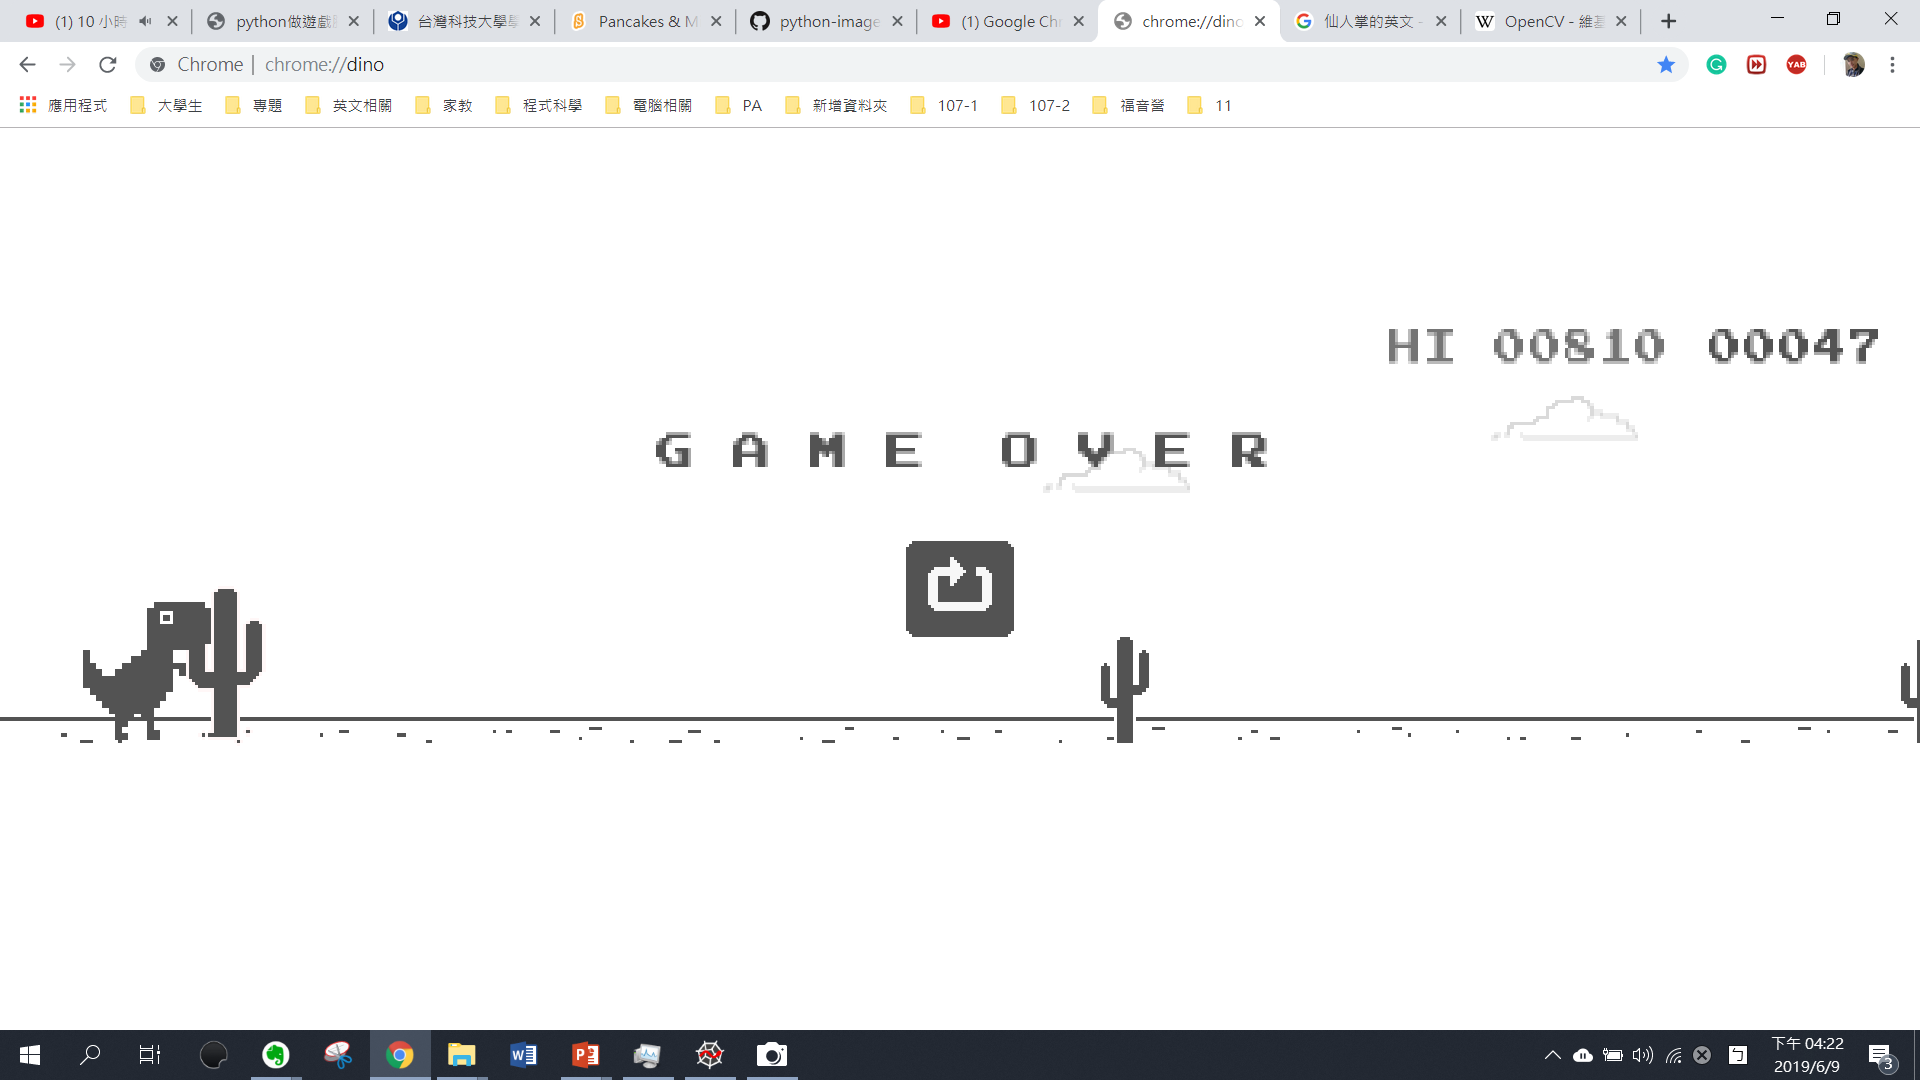 (1) 10 小時
python做遊戲
台灣科技大學
Pancakes & M
python-image
(1) Google Ch
chrome://dino
仙人掌的英文 -
OpenCV - 維基
Chrome | chrome://dino
YAB
應用程式 大學生 專題 英文相關 家教 程式科學 電腦相關 PA 新增資料夾 107-1 107-2 福音營 11
HI 00810 00047
GAME OVER
下午 04:22
2019/6/9
3